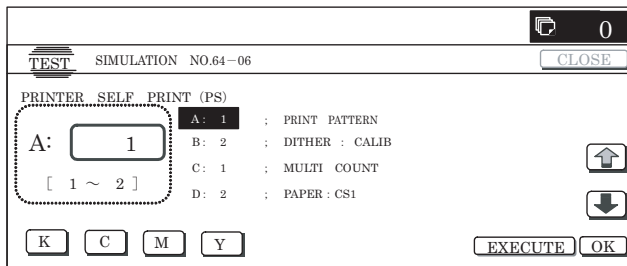 0
TEST SIMULATION NO.64-06 CLOSE
PRINTER SELF PRINT (PS)
A: 1 ; PRINT PATTERN
B: 2 ; DITHER : CALIB
C: 1 ; MULTI COUNT
D: 2 ; PAPER : CS1
A: 1
[ 1 ~ 2 ]
K C M Y EXECUTE OK